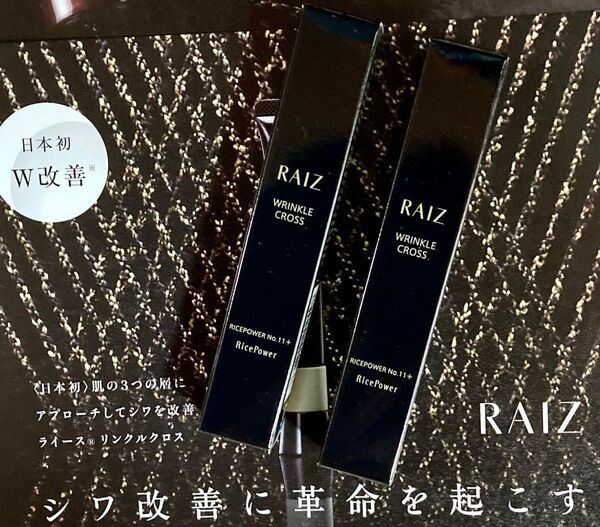 日本初
W改善※
RAIZ
WRINKLE
CROSS
RICEPOWER No.11+
RicePower
RAIZ
WRINKLE
CROSS
RICEPOWER No.11+
RicePower
〈日本初〉肌の3つの層に
アプローチしてシワを改善
ライース® リンクルクロス
RAIZ
シワ改善に革命を起こす